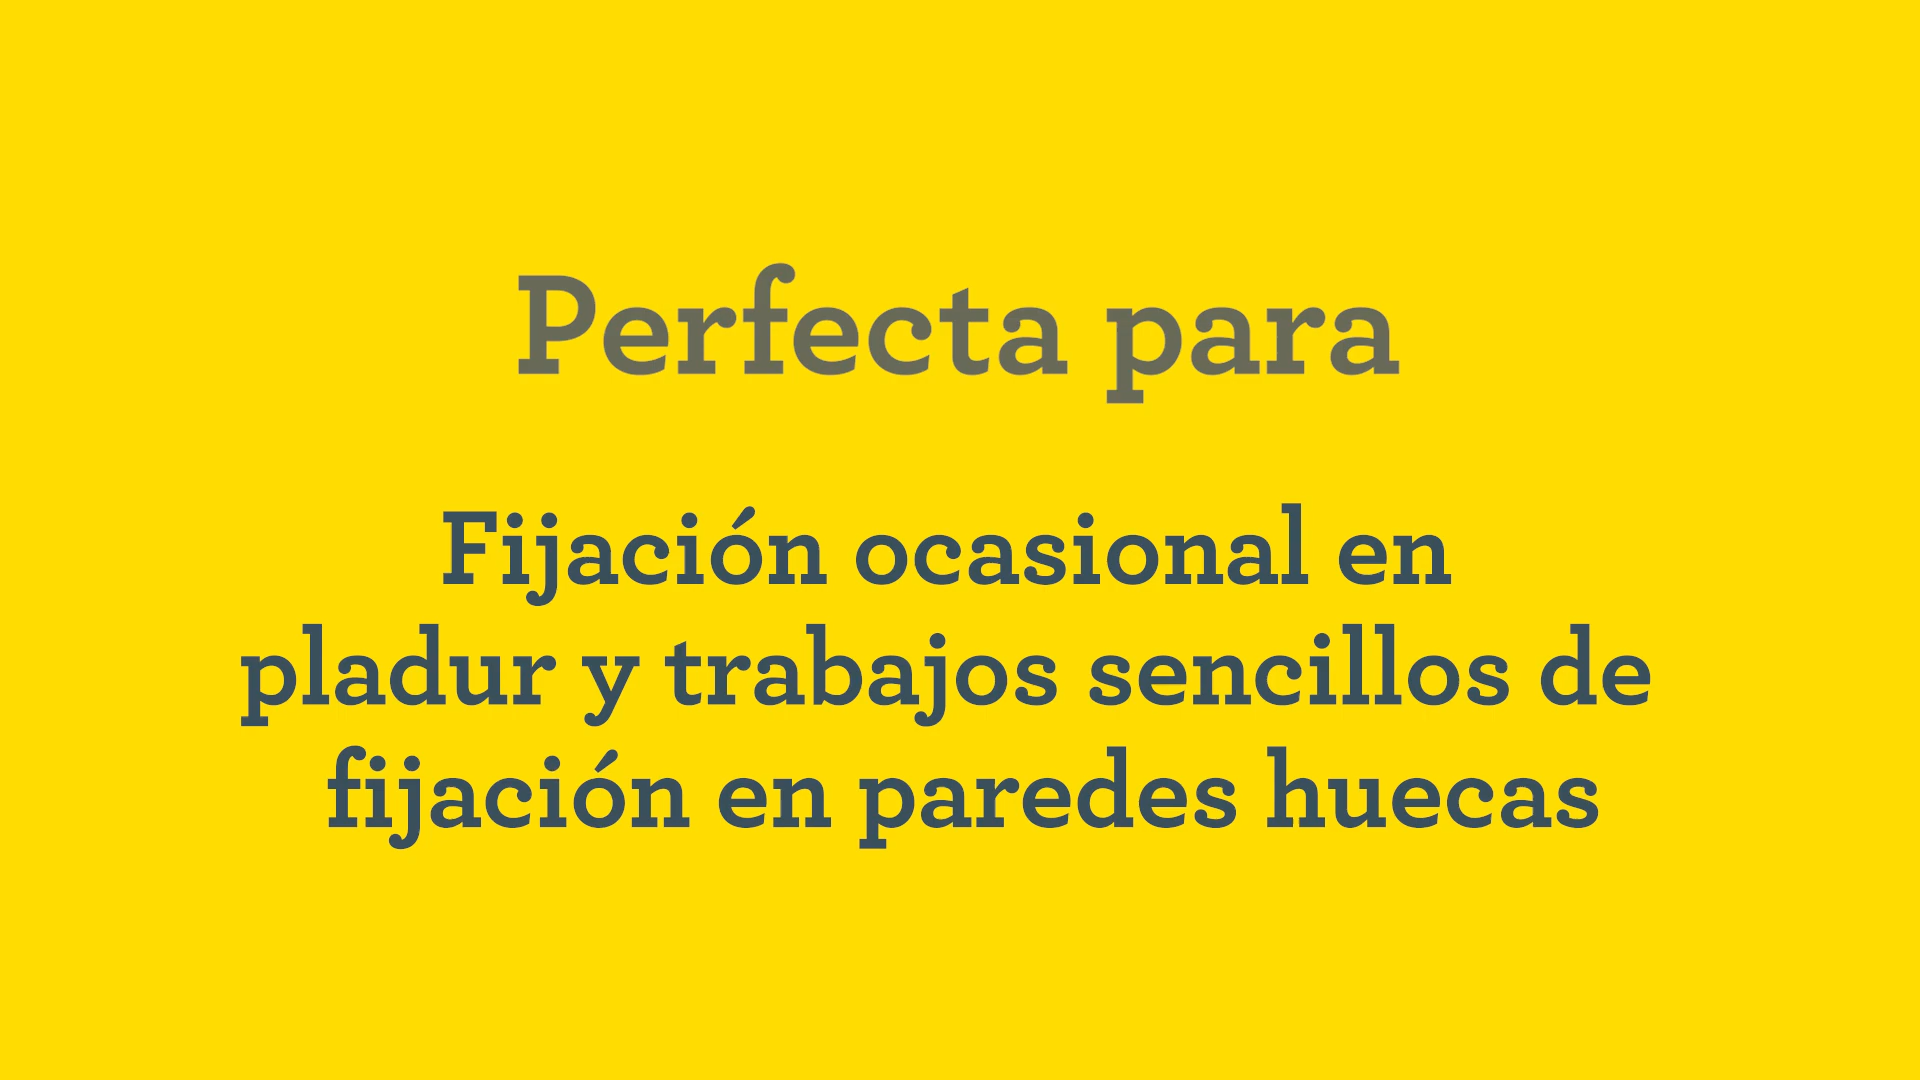 Perfecta para
Fijación ocasional en
pladur y trabajos sencillos de
fijación en paredes huecas